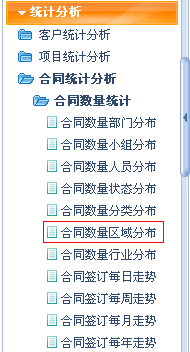 统计分析
客户统计分析
项目统计分析
合同统计分析
合同数量统计
合同数量部门分布
合同数量小组分布
合同数量人员分布
合同数量状态分布
合同数量分类分布
合同数量区域分布
合同数量行业分布
合同签订每日走势
合同签订每周走势
合同签订每月走势
合同签订每年走势